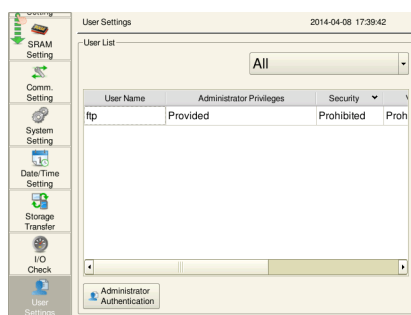 Setting
User Settings
2014-04-08 17:39:42
SRAM
Setting
Comm.
Setting
System
Setting
Date/Time
Setting
Storage
Transfer
I/O
Check
User
Settings
User List
All
User Name Administrator Privileges Security
ftp Provided Prohibited Proh
Administrator
Authentication